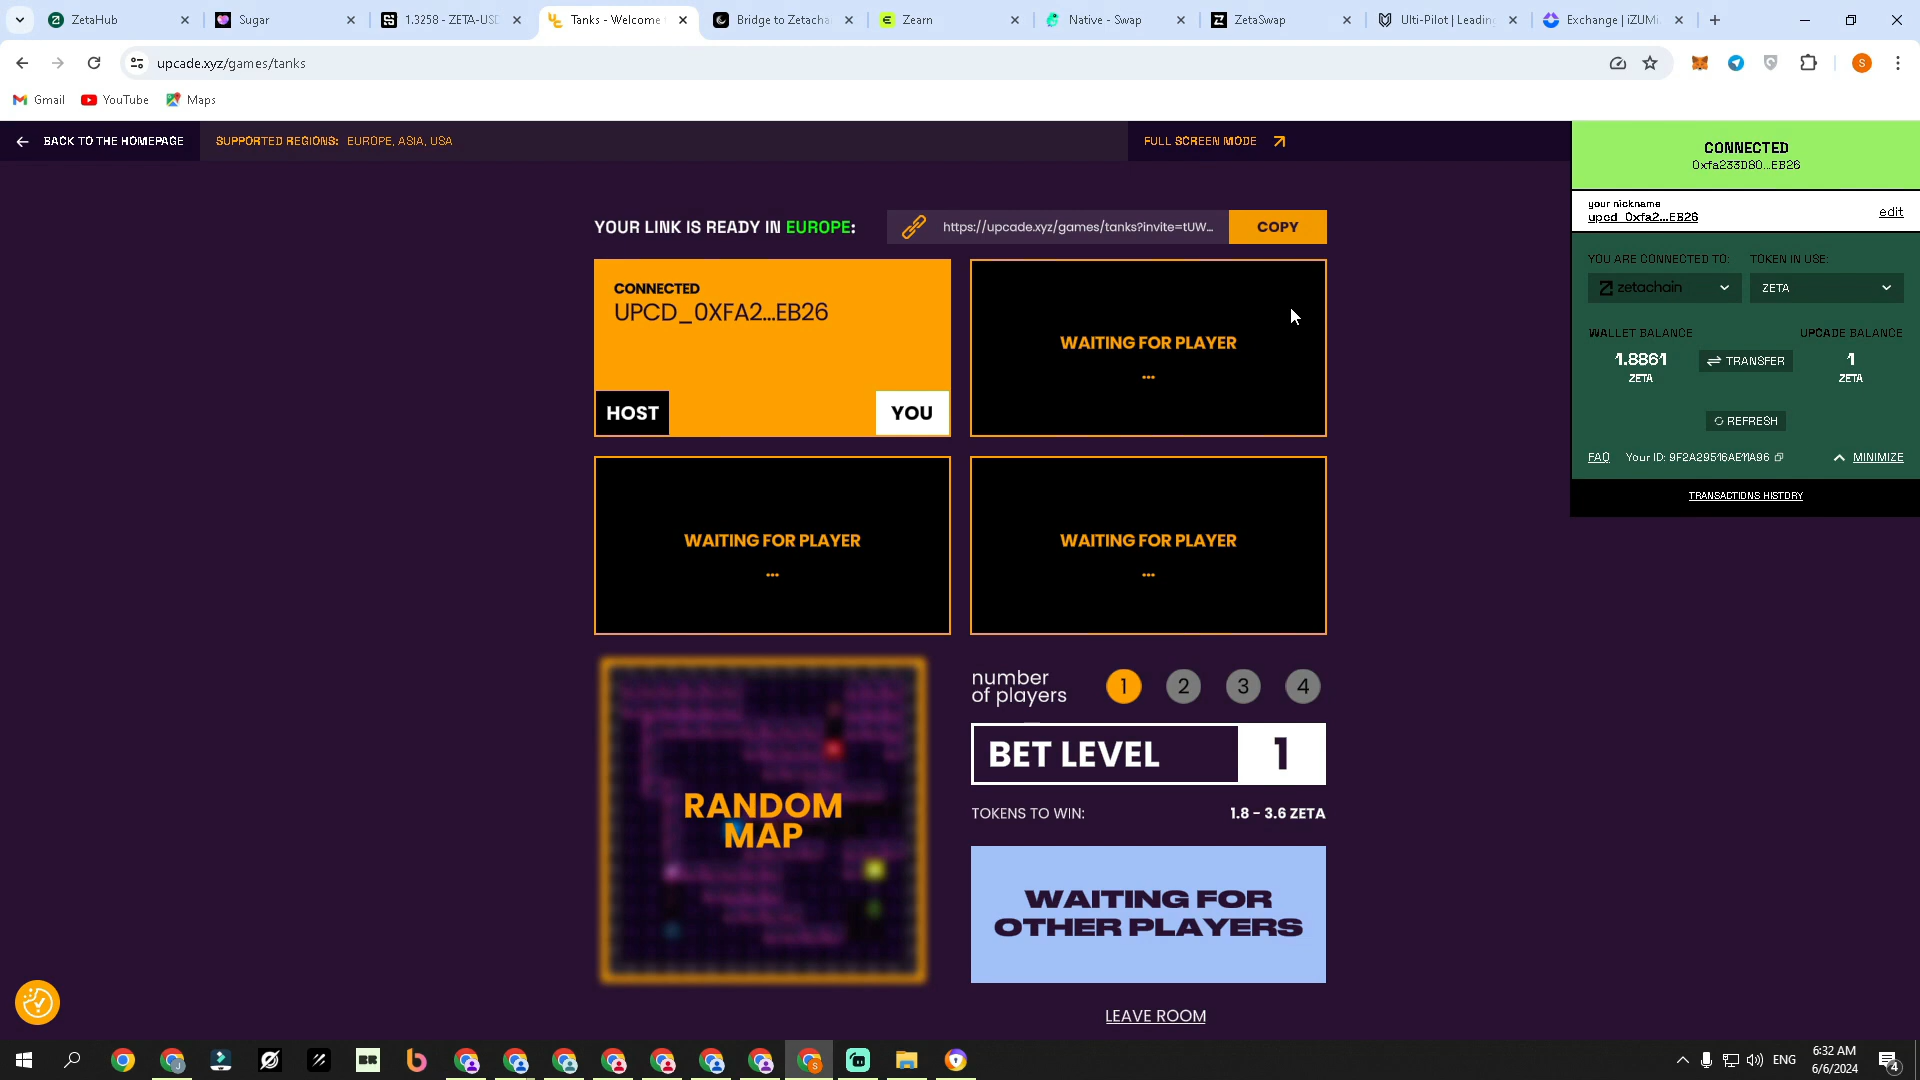 ZetaHub
Sugar
1.3258 - ZETA-USD
Tanks - Welcome
Bridge to Zetacha
Zearn
Native - Swap
ZetaSwap
Ulti-Pilot | Leading
Exchange | iZUMi
upcade.xyz/games/tanks
S
Gmail
YouTube
Maps
BACK TO THE HOMEPAGE
SUPPORTED REGIONS: EUROPE, ASIA, USA
FULL SCREEN MODE
CONNECTED
0xfa233D80...EB26
your nickname
upcd_0xfa2...EB26
edit
YOU ARE CONNECTED TO:
TOKEN IN USE:
zetachain
ZETA
WALLET BALANCE
UPCADE BALANCE
1.8861
ZETA
TRANSFER
1
ZETA
REFRESH
FAQ
Your ID: 9F2A29516AE11A96
MINIMIZE
TRANSACTIONS HISTORY
YOUR LINK IS READY IN EUROPE:
https://upcade.xyz/games/tanks?invite=tUW...
COPY
CONNECTED
UPCD_0XFA2...EB26
HOST
YOU
WAITING FOR PLAYER
...
WAITING FOR PLAYER
...
WAITING FOR PLAYER
...
RANDOM
MAP
number
of players
1
2
3
4
BET LEVEL
1
TOKENS TO WIN:
1.8 - 3.6 ZETA
WAITING FOR
OTHER PLAYERS
LEAVE ROOM
BR
ENG
6:32 AM
6/6/2024
4